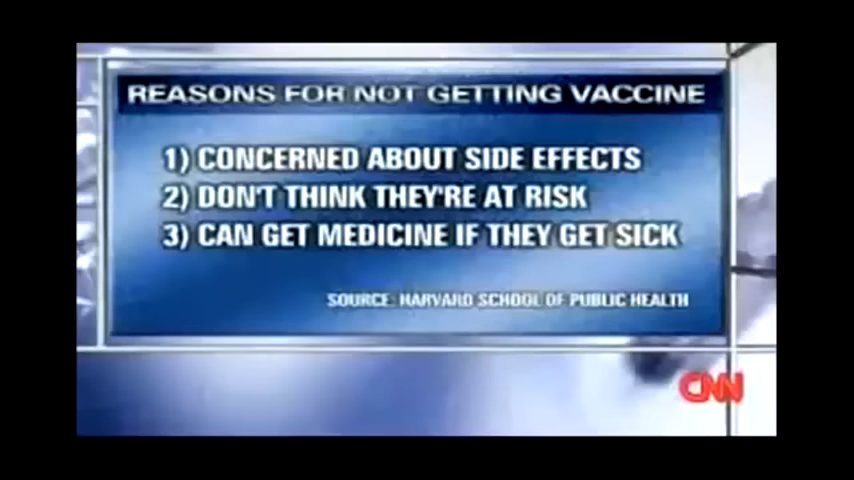 REASONS FOR NOT GETTING VACCINE
1) CONCERNED ABOUT SIDE EFFECTS
2) DON'T THINK THEY'RE AT RISK
3) CAN GET MEDICINE IF THEY GET SICK
SOURCE: HARVARD SCHOOL OF PUBLIC HEALTH
CNN